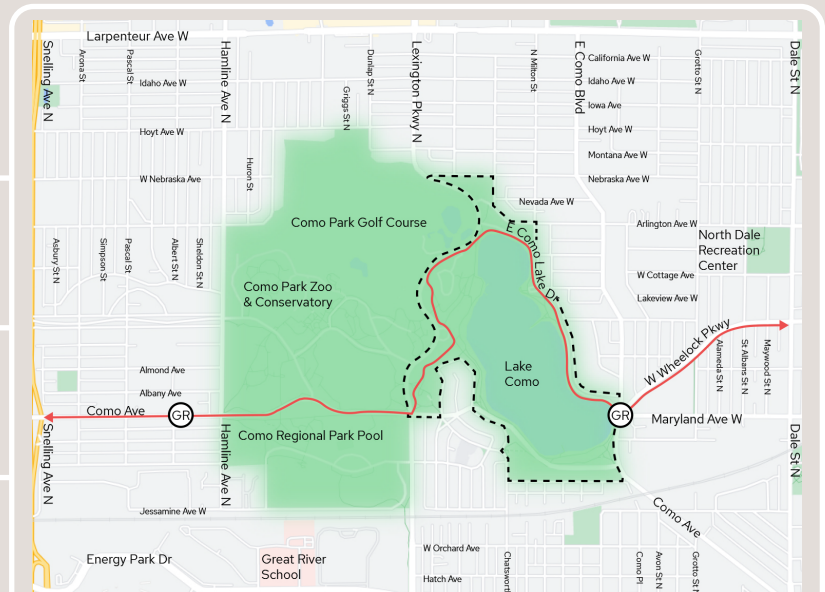 Larpenteur Ave W
Snelling Ave N
Arona St
Pascal St
Hamline Ave N
Dunlap St N
Lexington Pkwy N
N Milton St
E Como Blvd
California Ave W
Grotto St N
Dale St N
Idaho Ave W
Idaho Ave W
Griggs St N
Iowa Ave
Hoyt Ave W
Hoyt Ave W
Montana Ave W
Huron St
W Nebraska Ave
Nebraska Ave W
Nevada Ave W
Como Park Golf Course
E Como Lake Dr
Arlington Ave W
North Dale
Recreation
Center
Asbury St N
Simpson St
Pascal St
Albert St N
Sheldon St N
W Cottage Ave
Como Park Zoo
& Conservatory
Lakeview Ave W
W Wheelock Pkwy
Almond Ave
Lake
Como
Alameda St N
St Albans St N
Maywood St N
Albany Ave
Como Ave
GR
GR
Maryland Ave W
Como Regional Park Pool
Snelling Ave N
Hamline Ave N
Dale St N
Jessamine Ave W
Como Ave
Energy Park Dr
Great River
School
W Orchard Ave
Hatch Ave
Chatswort
Como Pl
Avon St N
Grotto St N